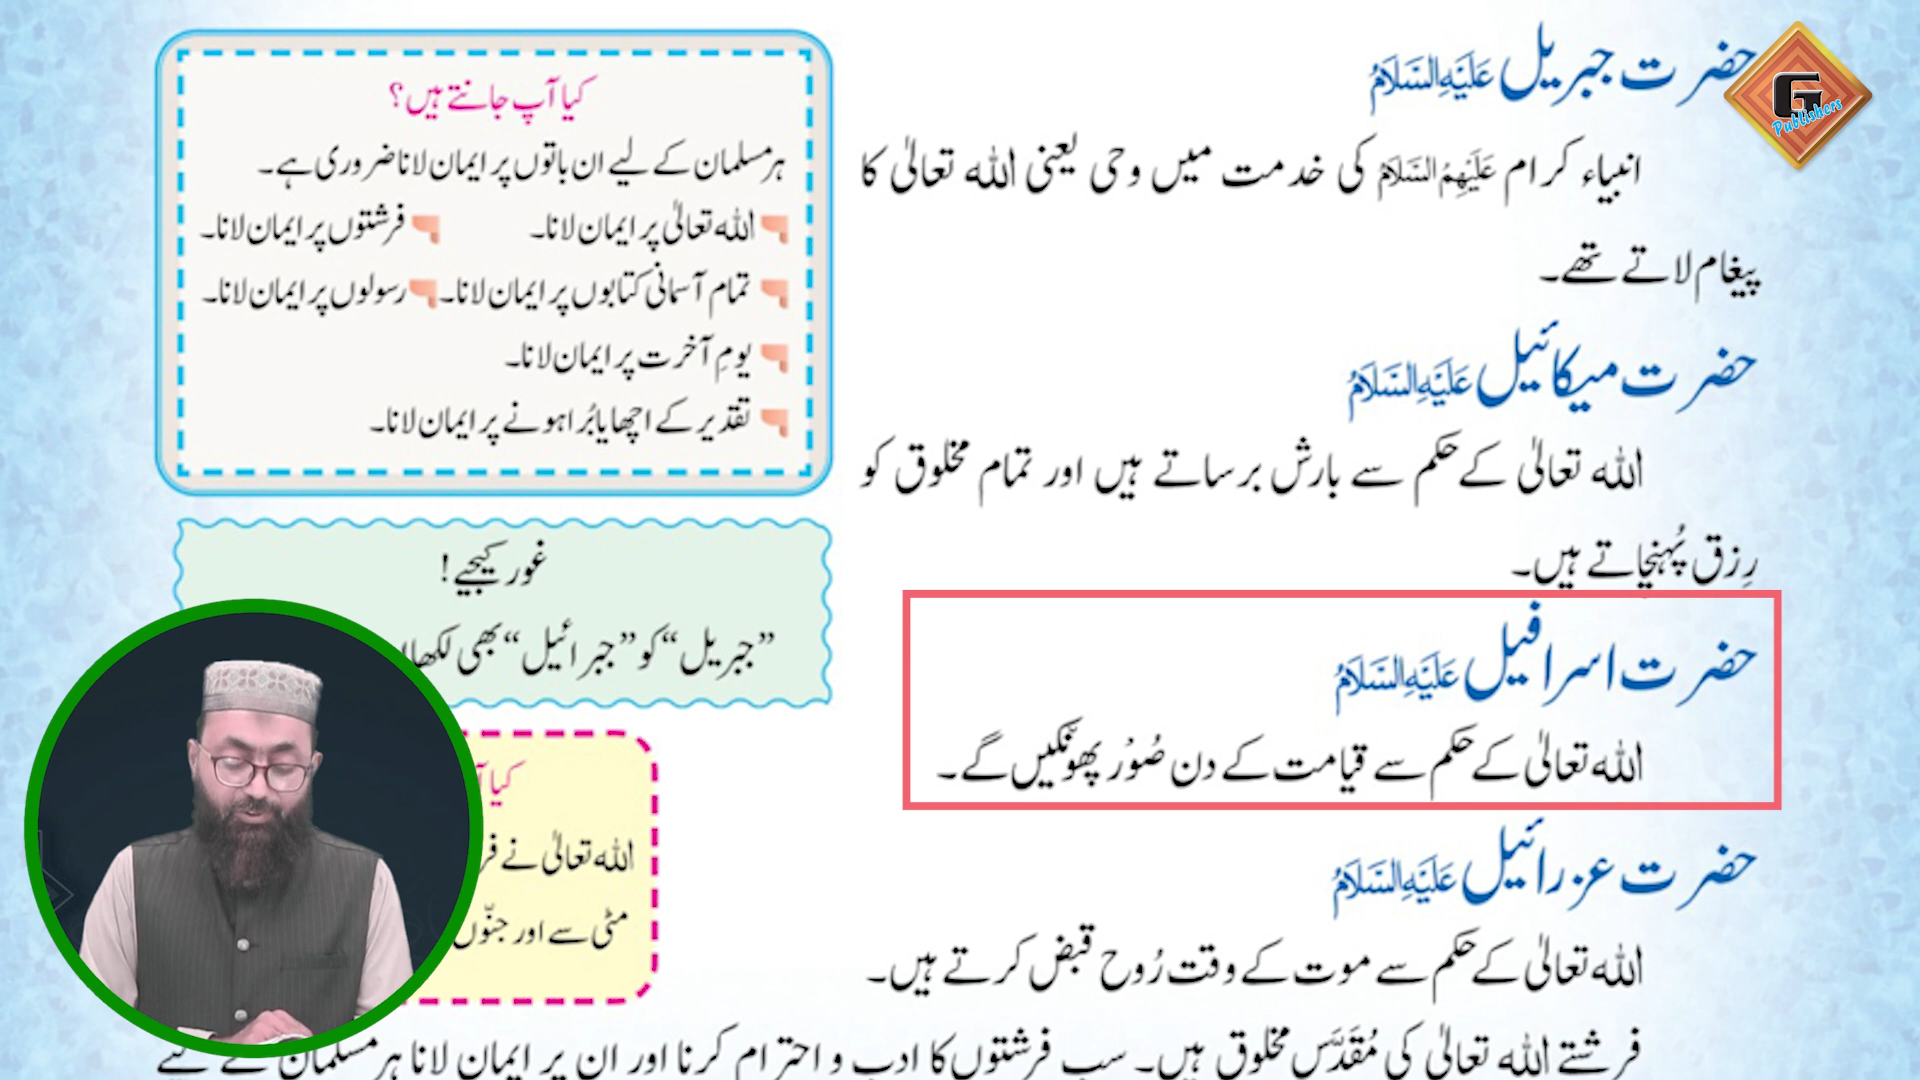 حضرت جبریل عَلَیْہِ السَّلَامُ
انبیاء کرام عَلَیْہِمُ السَّلَامُ کی خدمت میں وحی یعنی اللہ تعالیٰ کا
پیغام لاتے تھے۔
حضرت میکائیل عَلَیْہِ السَّلَامُ
اللہ تعالیٰ کے حکم سے بارش برساتے ہیں اور تمام مخلوق کو
رِزق پُہنچاتے ہیں۔
حضرت اسرافیل عَلَیْہِ السَّلَامُ
اللہ تعالیٰ کے حکم سے قیامت کے دن صُوْر پھونکیں گے۔
حضرت عزرائیل عَلَیْہِ السَّلَامُ
اللہ تعالیٰ کے حکم سے موت کے وقت رُوح قبض کرتے ہیں۔
فرشتے اللہ تعالیٰ کی مُقَدَّس مخلوق ہیں۔ سب فرشتوں کا ادب و احترام کرنا اور ان پر ایمان لانا ہر مسلمان کے لیے
کیا آپ جانتے ہیں؟
ہر مسلمان کے لیے ان باتوں پر ایمان لانا ضروری ہے۔
اللہ تعالیٰ پر ایمان لانا۔ فرشتوں پر ایمان لانا۔
تمام آسمانی کتابوں پر ایمان لانا۔ رسولوں پر ایمان لانا۔
یومِ آخرت پر ایمان لانا۔
تقدیر کے اچھا یا بُرا ہونے پر ایمان لانا۔
غور کیجیے!
”جبریل“ کو ”جبرائیل“ بھی لکھا
کیا
اللہ تعالیٰ نے
مٹی سے اور جنّوں
G
Publishers